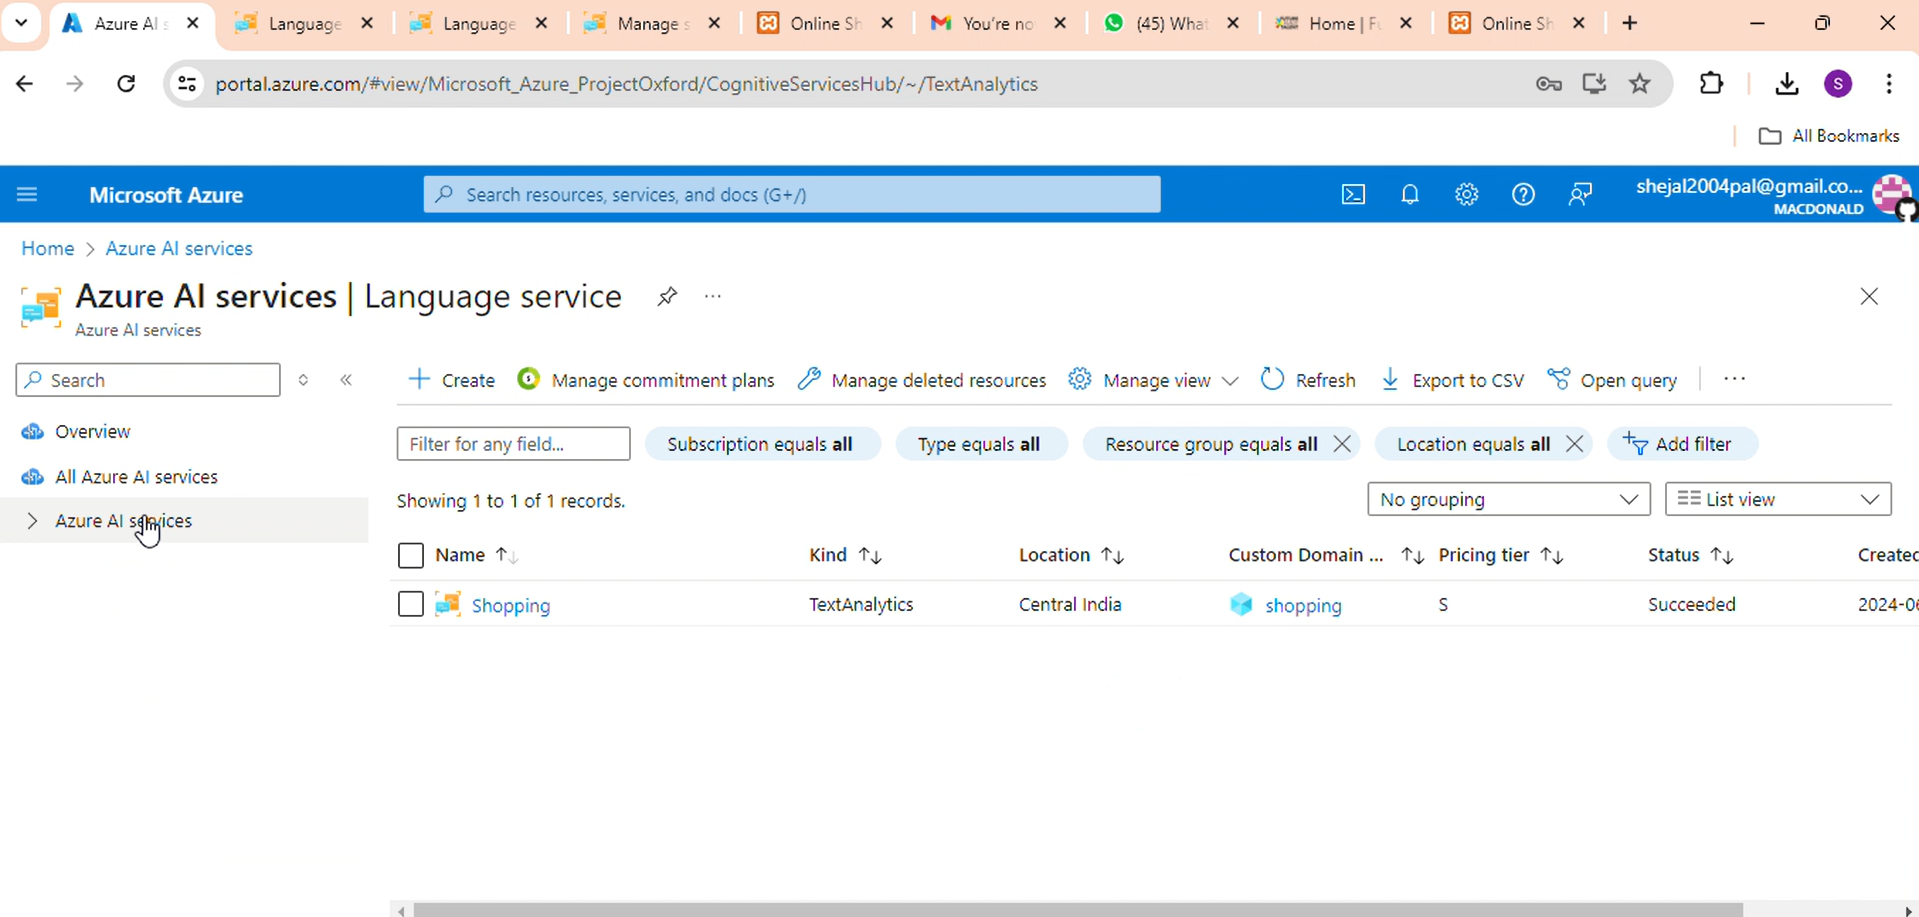 Azure AI s
Language
Language
Manage s
Online Sh
You're no
(45) What
Home | Fu
Online Sh
portal.azure.com/#view/Microsoft_Azure_ProjectOxford/CognitiveServicesHub/~/TextAnalytics
S
All Bookmarks
Microsoft Azure
Search resources, services, and docs (G+/)
shejal2004pal@gmail.co...
MACDONALD
Home > Azure AI services
Azure AI services | Language service
Azure AI services
Search
Create
Manage commitment plans
Manage deleted resources
Manage view
Refresh
Export to CSV
Open query
Overview
All Azure AI services
Azure AI services
Filter for any field...
Subscription equals all
Type equals all
Resource group equals all
Location equals all
Add filter
Showing 1 to 1 of 1 records.
No grouping
List view
Name Kind Location Custom Domain ... Pricing tier Status Created
Shopping TextAnalytics Central India shopping S Succeeded 2024-06